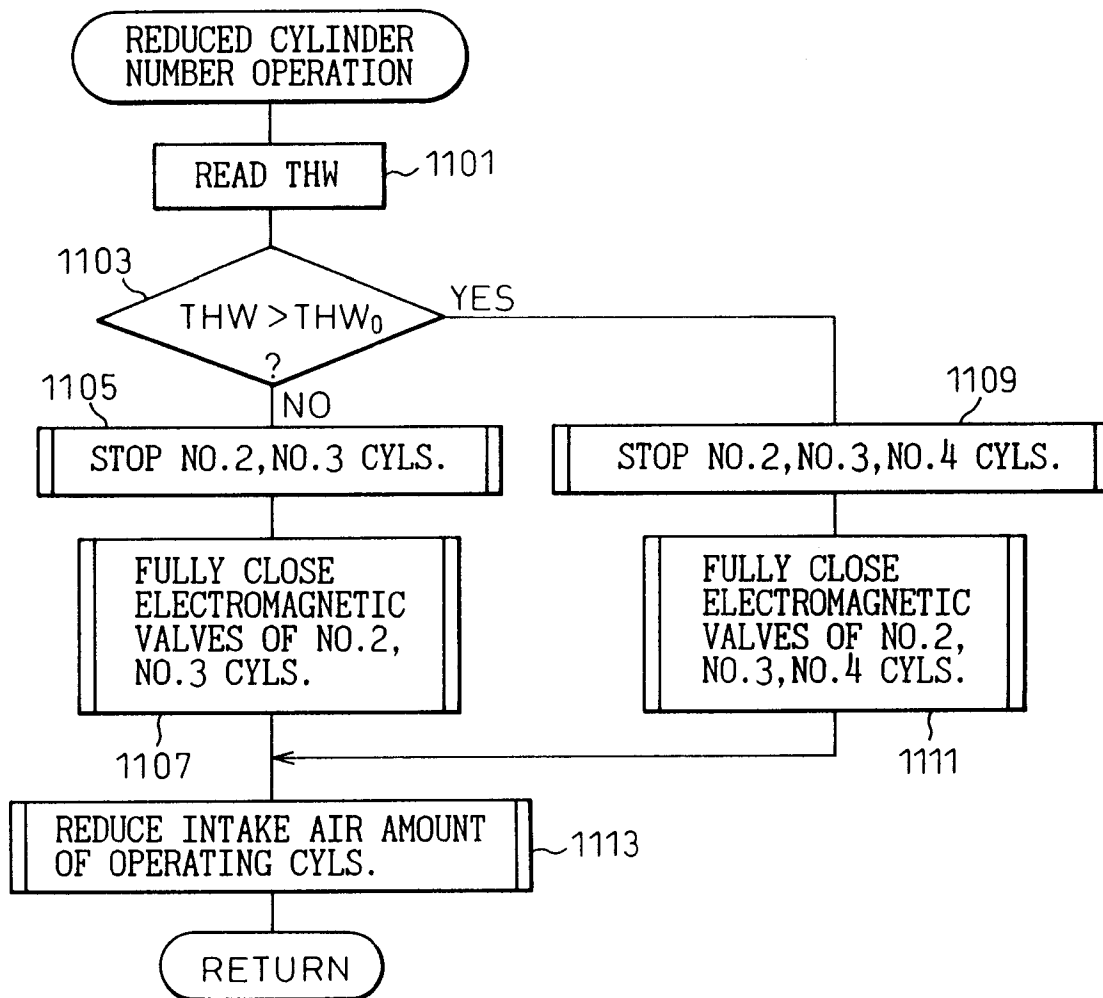 REDUCED CYLINDER
NUMBER OPERATION
READ THW
1101
1103
THW > THW₀
?
YES
NO
1105
STOP NO.2, NO.3 CYLS.
1109
STOP NO.2, NO.3, NO.4 CYLS.
FULLY CLOSE
ELECTROMAGNETIC
VALVES OF NO.2,
NO.3 CYLS.
1107
FULLY CLOSE
ELECTROMAGNETIC
VALVES OF NO.2,
NO.3, NO.4 CYLS.
1111
REDUCE INTAKE AIR AMOUNT
OF OPERATING CYLS.
1113
RETURN